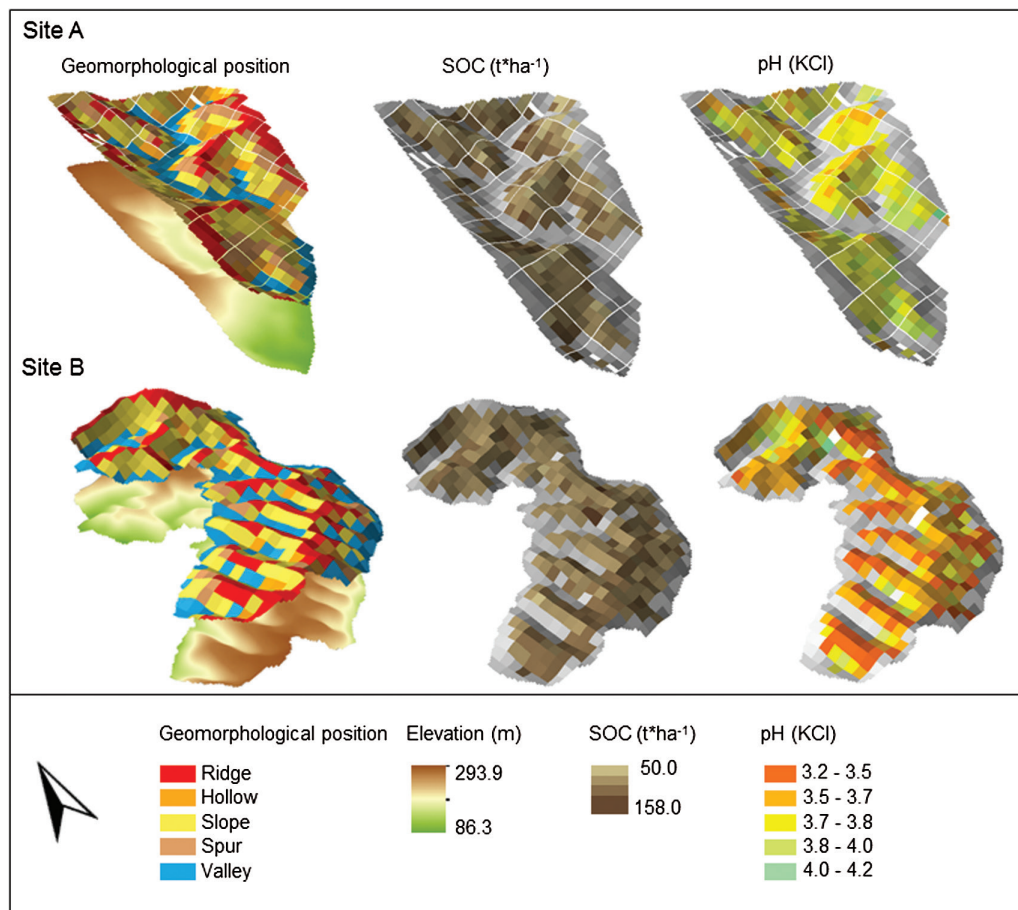 Site A
Geomorphological position
SOC (t*ha⁻¹)
pH (KCl)
Site B
Geomorphological position
Ridge
Hollow
Slope
Spur
Valley
Elevation (m)
293.9
86.3
SOC (t*ha⁻¹)
50.0
158.0
pH (KCl)
3.2 - 3.5
3.5 - 3.7
3.7 - 3.8
3.8 - 4.0
4.0 - 4.2